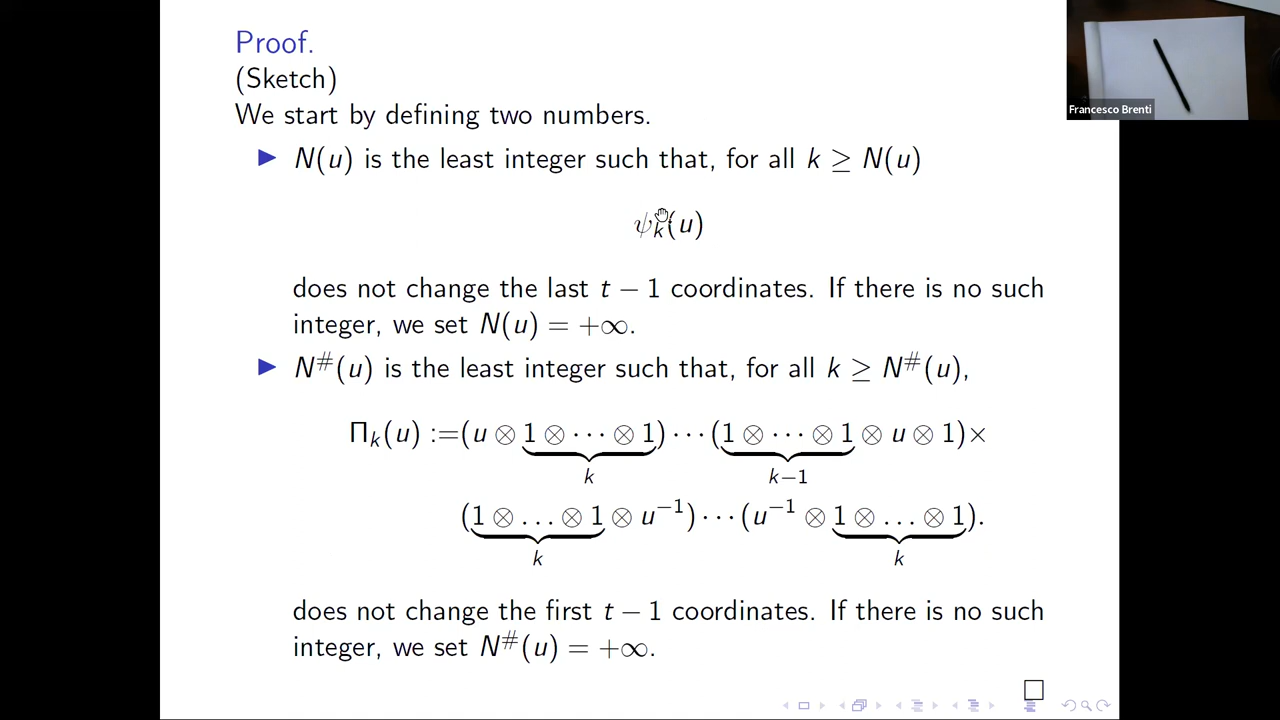 Proof.
(Sketch)
We start by defining two numbers.
▶ N(u) is the least integer such that, for all k ≥ N(u)
ψₖ(u)
does not change the last t − 1 coordinates. If there is no such
integer, we set N(u) = +∞.
▶ N^#(u) is the least integer such that, for all k ≥ N^#(u),
Πₖ(u) :=(u ⊗ 1 ⊗ ··· ⊗ 1) ··· (1 ⊗ ··· ⊗ 1 ⊗ u ⊗ 1)×
k k−1
(1 ⊗ ... ⊗ 1 ⊗ u⁻¹) ··· (u⁻¹ ⊗ 1 ⊗ ... ⊗ 1).
k k
does not change the first t − 1 coordinates. If there is no such
integer, we set N^#(u) = +∞.
Francesco Brenti